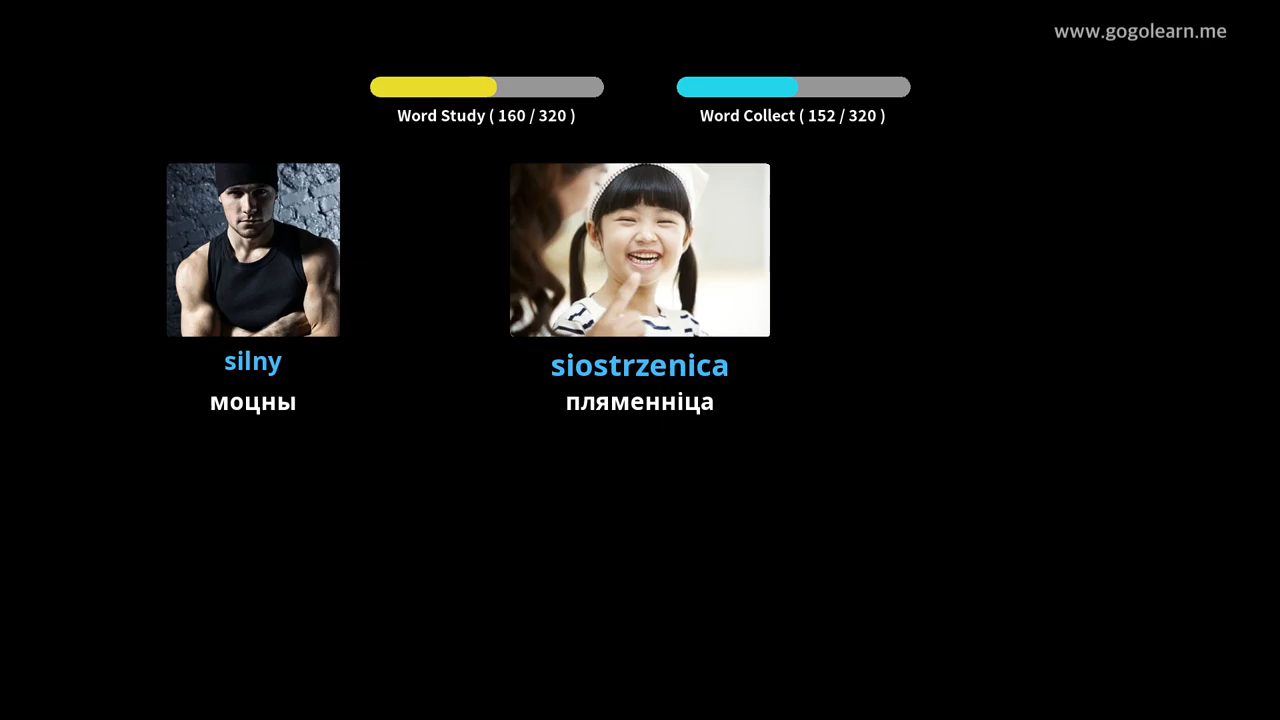 www.gogolearn.me
Word Study ( 160 / 320 )
Word Collect ( 152 / 320 )
silny
моцны
siostrzenica
пляменніца